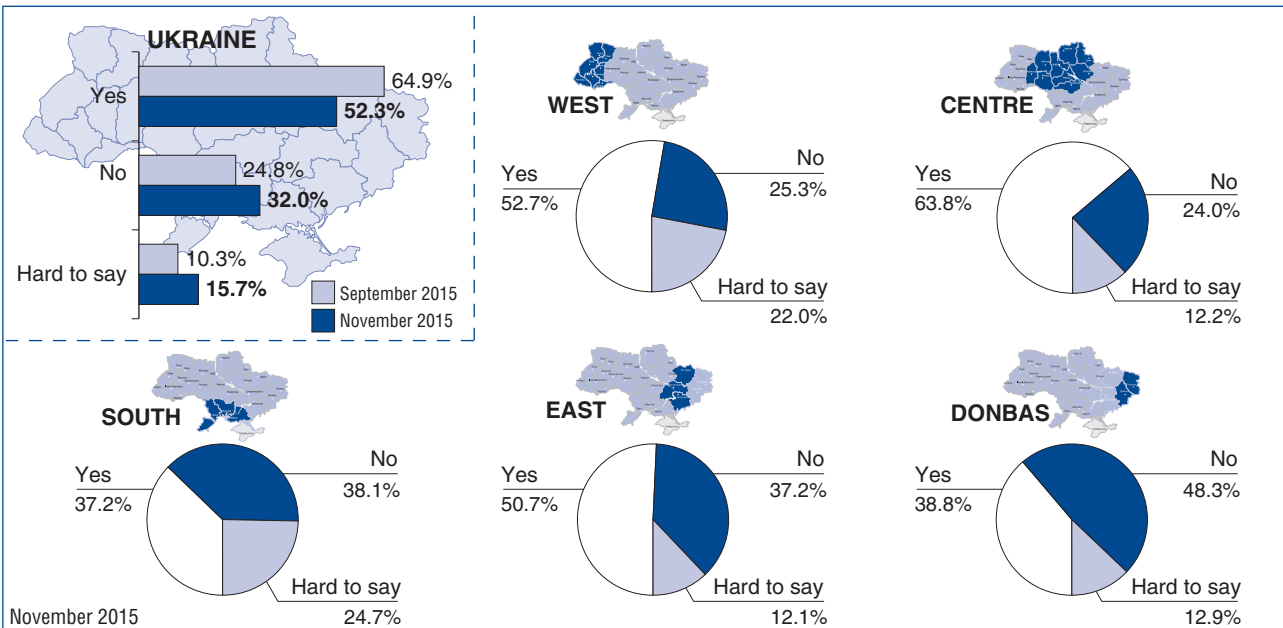 UKRAINE
Yes
64.9%
52.3%
No
24.8%
32.0%
Hard to say
10.3%
15.7%
September 2015
November 2015
WEST
Yes
52.7%
No
25.3%
Hard to say
22.0%
CENTRE
Yes
63.8%
No
24.0%
Hard to say
12.2%
SOUTH
Yes
37.2%
No
38.1%
Hard to say
24.7%
EAST
Yes
50.7%
No
37.2%
Hard to say
12.1%
DONBAS
Yes
38.8%
No
48.3%
Hard to say
12.9%
November 2015